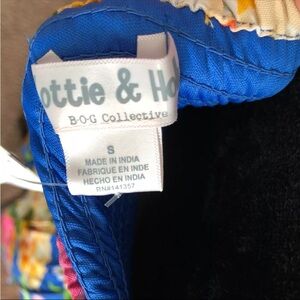 ottie & Ho
B·O·G Collective
S
MADE IN INDIA
FABRIQUE EN INDE
HECHO EN INDIA
RN#141357